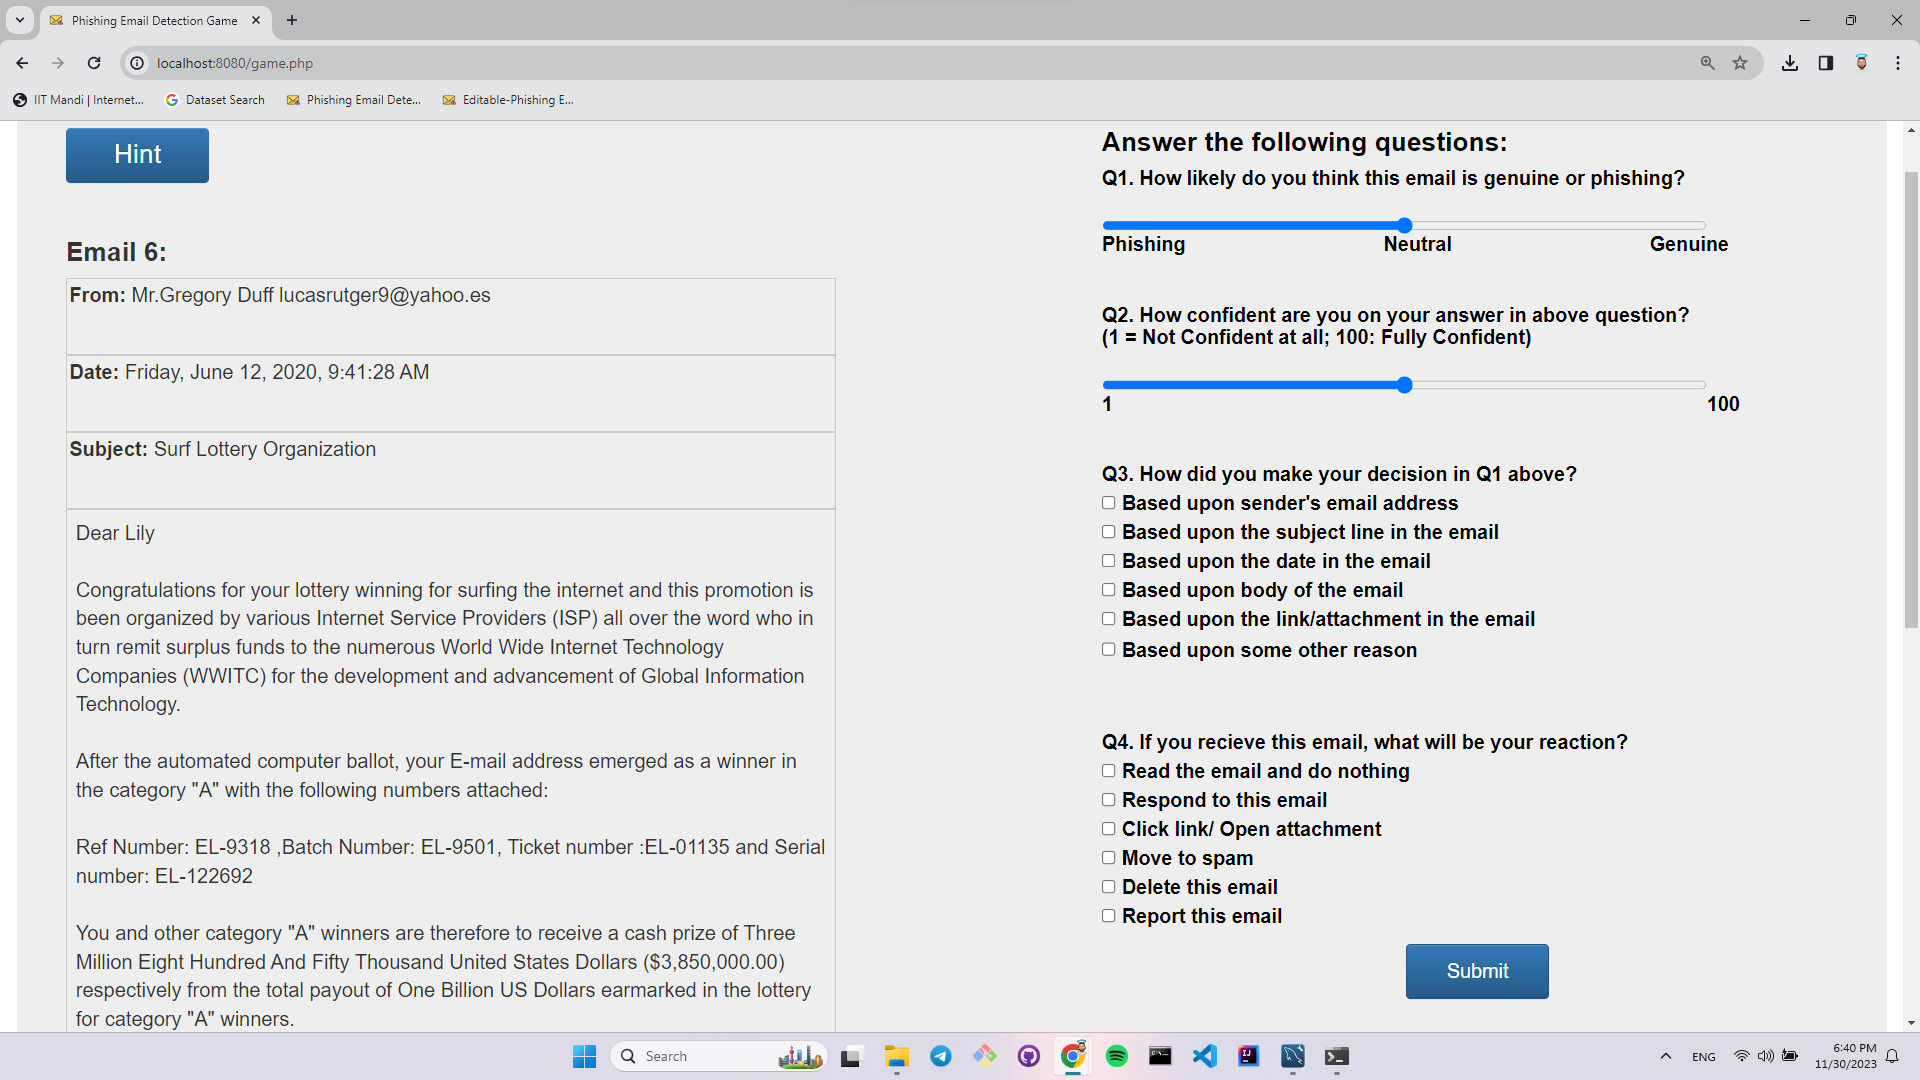 Phishing Email Detection Game
localhost:8080/game.php
IIT Mandi | Internet...
Dataset Search
Phishing Email Dete...
Editable-Phishing E...
Hint
Email 6:
From: Mr.Gregory Duff lucasrutger9@yahoo.es
Date: Friday, June 12, 2020, 9:41:28 AM
Subject: Surf Lottery Organization
Dear Lily
Congratulations for your lottery winning for surfing the internet and this promotion is
been organized by various Internet Service Providers (ISP) all over the word who in
turn remit surplus funds to the numerous World Wide Internet Technology
Companies (WWITC) for the development and advancement of Global Information
Technology.
After the automated computer ballot, your E-mail address emerged as a winner in
the category "A" with the following numbers attached:
Ref Number: EL-9318 ,Batch Number: EL-9501, Ticket number :EL-01135 and Serial
number: EL-122692
You and other category "A" winners are therefore to receive a cash prize of Three
Million Eight Hundred And Fifty Thousand United States Dollars ($3,850,000.00)
respectively from the total payout of One Billion US Dollars earmarked in the lottery
for category "A" winners.
Answer the following questions:
Q1. How likely do you think this email is genuine or phishing?
Phishing Neutral Genuine
Q2. How confident are you on your answer in above question?
(1 = Not Confident at all; 100: Fully Confident)
1 100
Q3. How did you make your decision in Q1 above?
Based upon sender's email address
Based upon the subject line in the email
Based upon the date in the email
Based upon body of the email
Based upon the link/attachment in the email
Based upon some other reason
Q4. If you recieve this email, what will be your reaction?
Read the email and do nothing
Respond to this email
Click link/ Open attachment
Move to spam
Delete this email
Report this email
Submit
Search
IJ
ENG
6:40 PM
11/30/2023